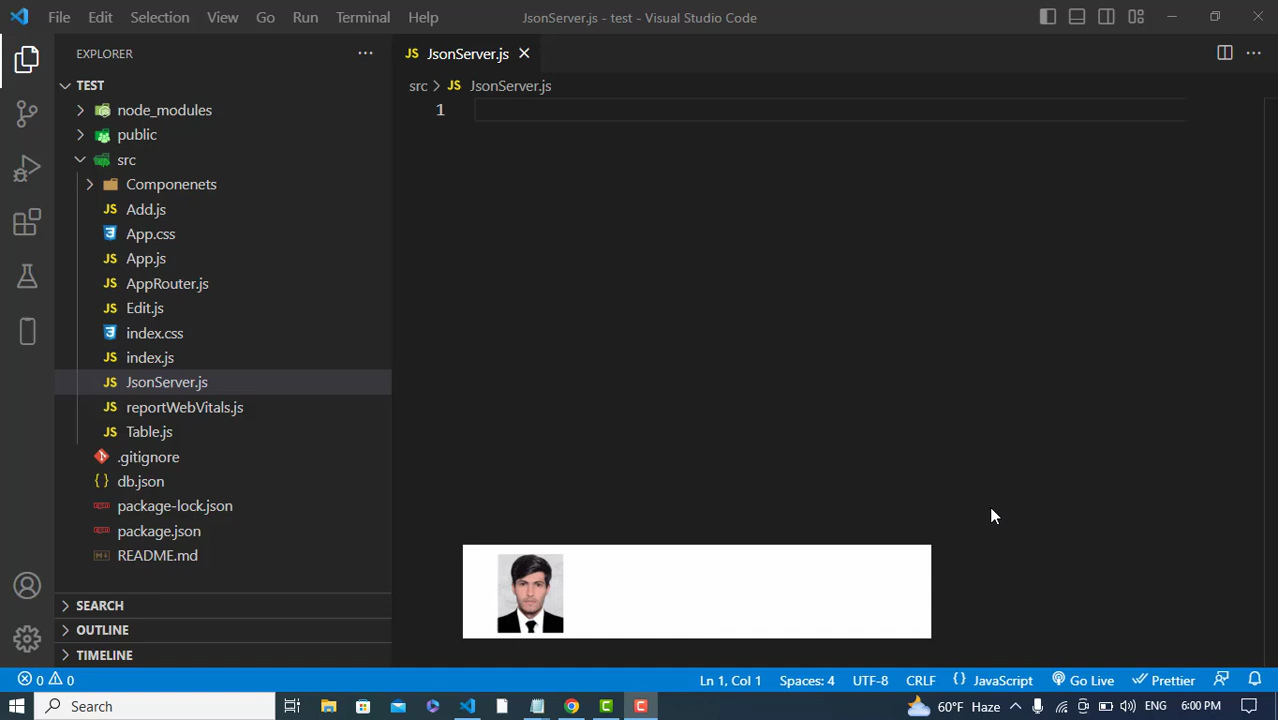 File Edit Selection View Go Run Terminal Help JsonServer.js - test - Visual Studio Code
EXPLORER
JS JsonServer.js
TEST
src JS JsonServer.js
node_modules
1
public
src
Componenets
JS Add.js
App.css
JS App.js
JS AppRouter.js
JS Edit.js
index.css
JS index.js
JS JsonServer.js
JS reportWebVitals.js
JS Table.js
.gitignore
{ } db.json
package-lock.json
package.json
README.md
SEARCH
OUTLINE
TIMELINE
0 0 Ln 1, Col 1 Spaces: 4 UTF-8 CRLF { } JavaScript Go Live Prettier
Search 60°F Haze ENG 6:00 PM